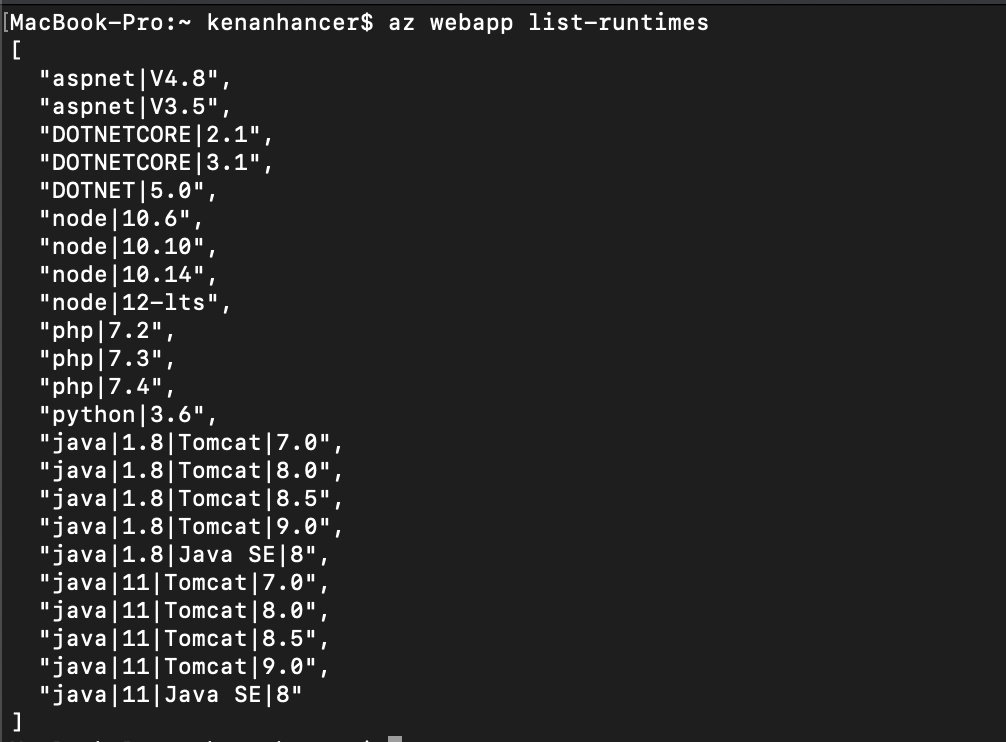 [MacBook-Pro:~ kenanhancer$ az webapp list-runtimes
[
"aspnet|V4.8",
"aspnet|V3.5",
"DOTNETCORE|2.1",
"DOTNETCORE|3.1",
"DOTNET|5.0",
"node|10.6",
"node|10.10",
"node|10.14",
"node|12-lts",
"php|7.2",
"php|7.3",
"php|7.4",
"python|3.6",
"java|1.8|Tomcat|7.0",
"java|1.8|Tomcat|8.0",
"java|1.8|Tomcat|8.5",
"java|1.8|Tomcat|9.0",
"java|1.8|Java SE|8",
"java|11|Tomcat|7.0",
"java|11|Tomcat|8.0",
"java|11|Tomcat|8.5",
"java|11|Tomcat|9.0",
"java|11|Java SE|8"
]